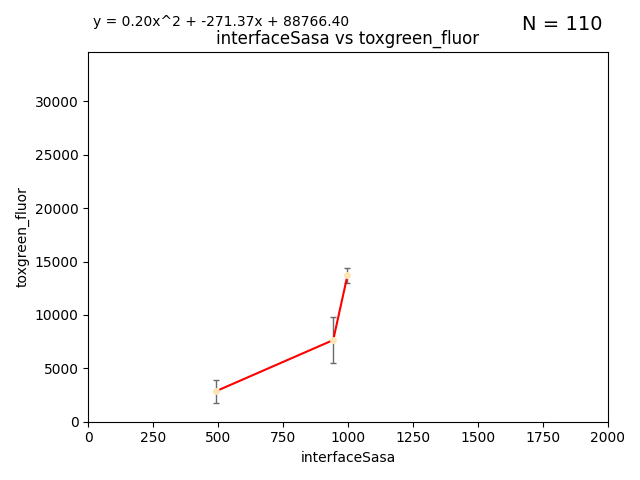 y = 0.20x^2 + -271.37x + 88766.40
N = 110
interfaceSasa vs toxgreen_fluor
30000
25000
20000
15000
10000
5000
0
toxgreen_fluor
0 250 500 750 1000 1250 1500 1750 2000
interfaceSasa